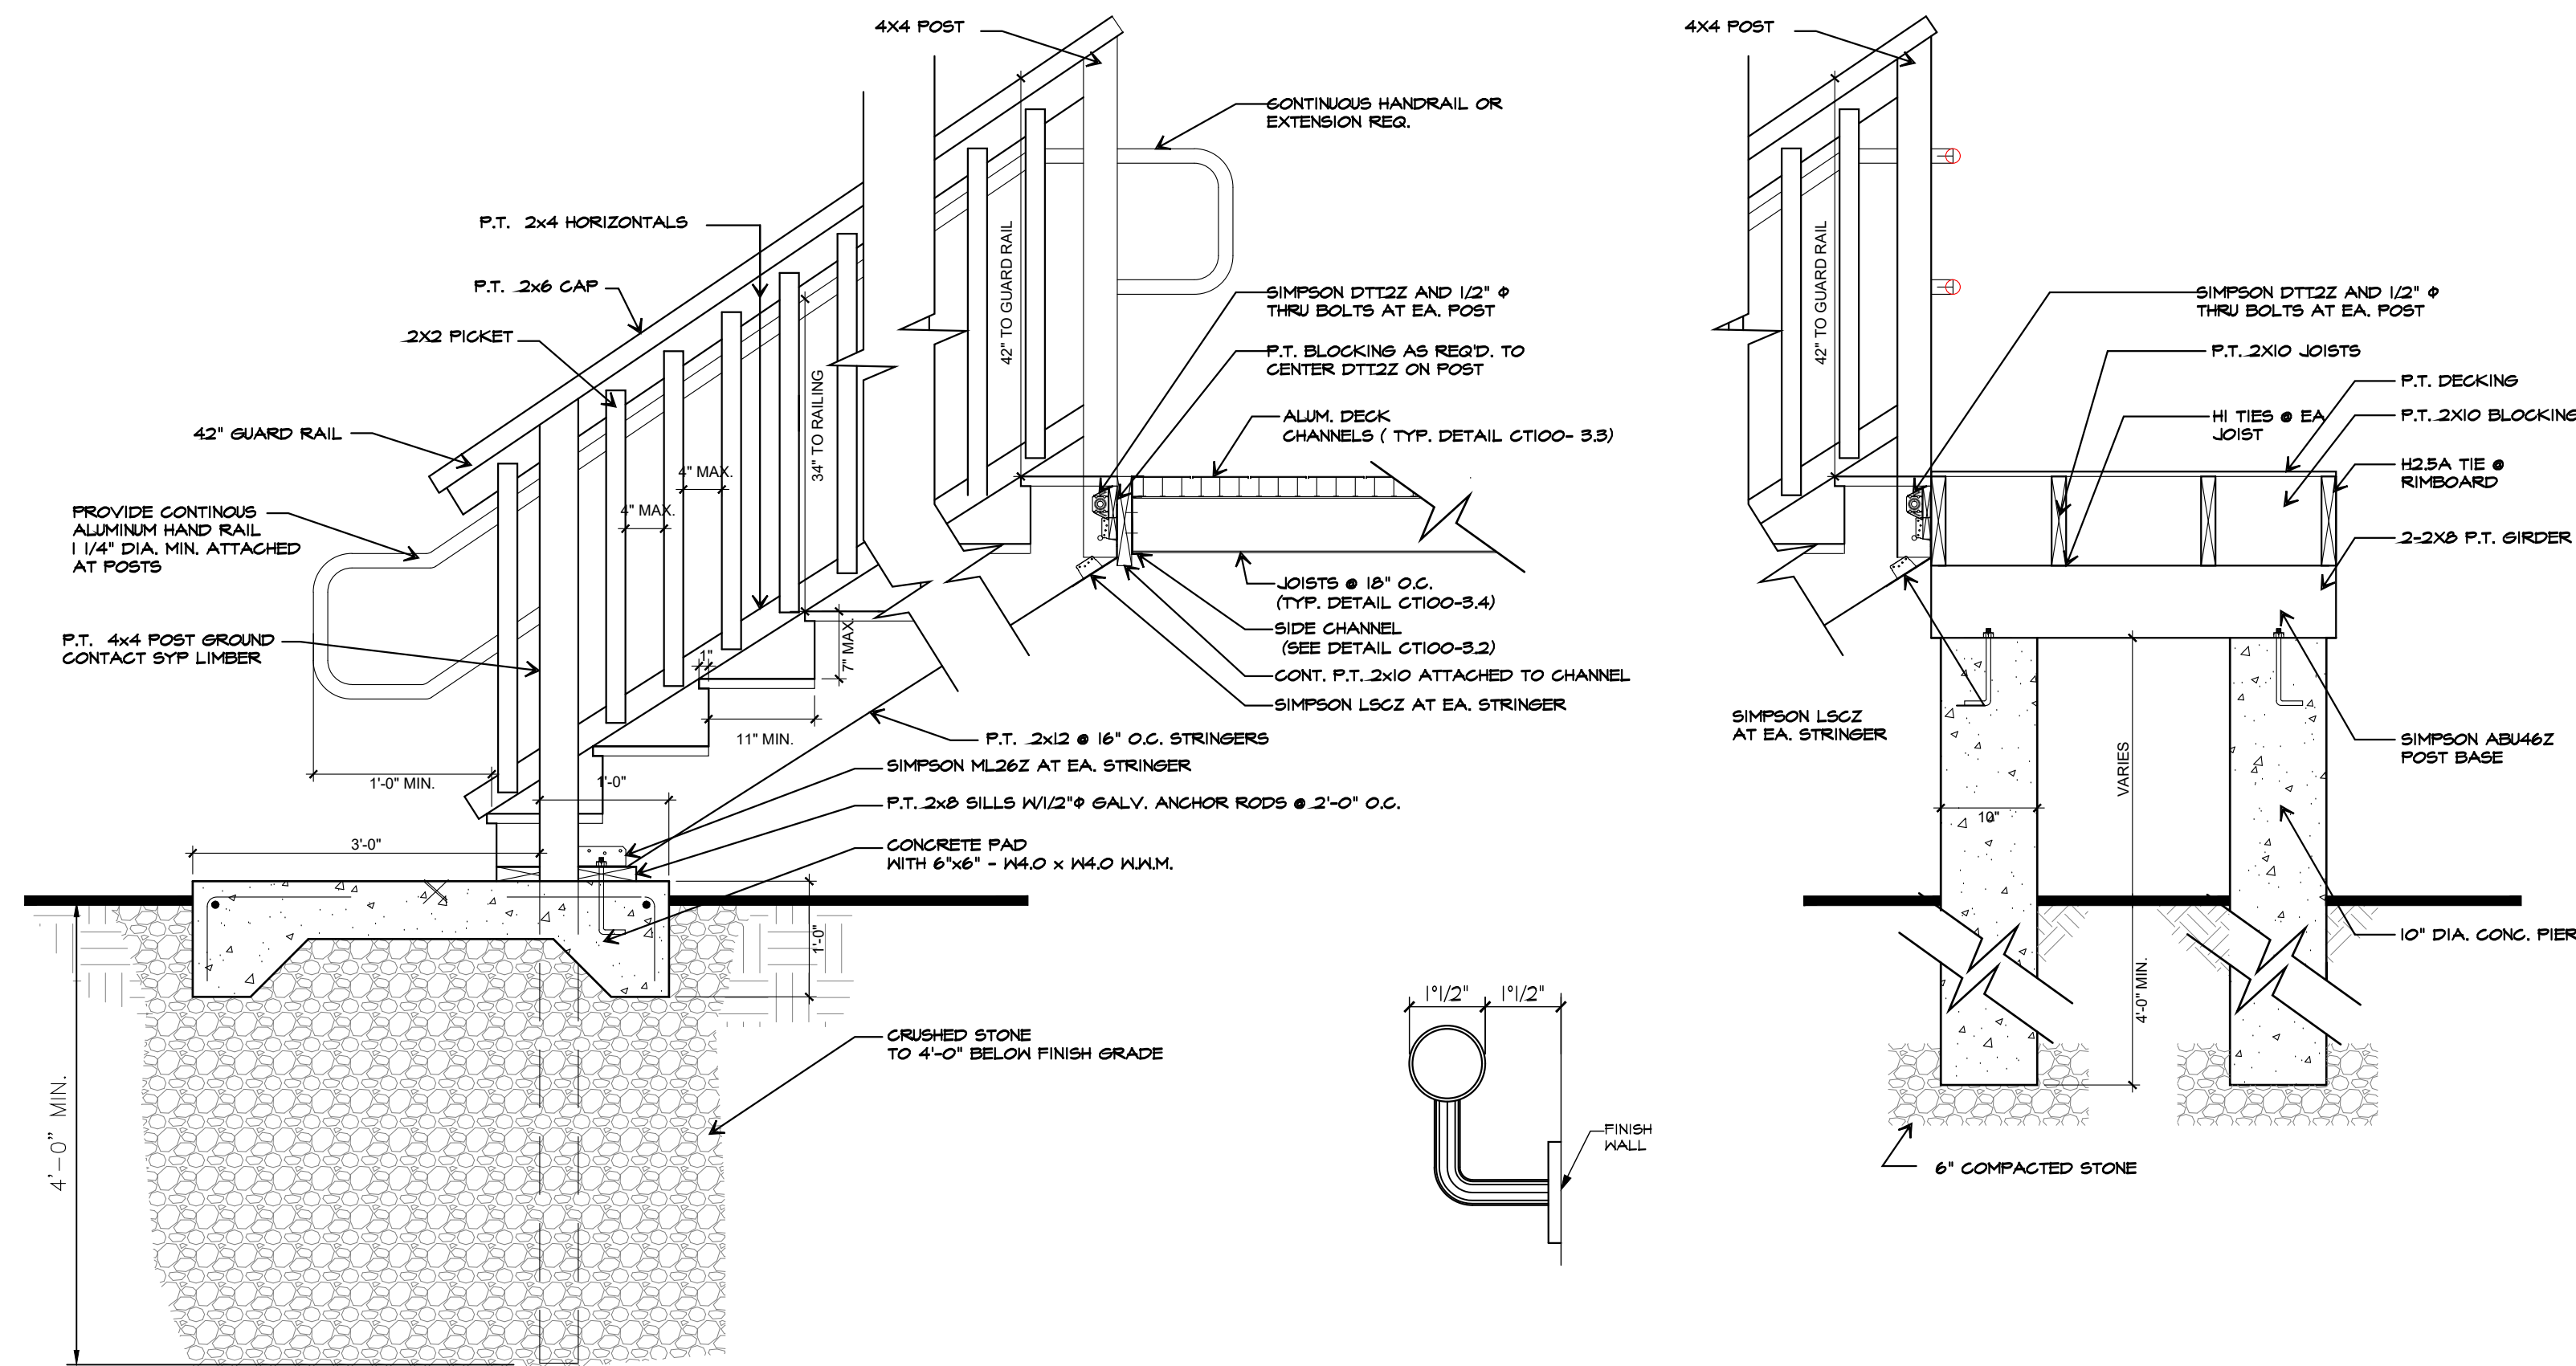 4X4 POST
CONTINUOUS HANDRAIL OR
EXTENSION REQ.
P.T. 2x4 HORIZONTALS
P.T. 2x6 CAP
2X2 PICKET
42" GUARD RAIL
PROVIDE CONTINOUS
ALUMINUM HAND RAIL
1 1/4" DIA. MIN. ATTACHED
AT POSTS
P.T. 4x4 POST GROUND
CONTACT SYP LIMBER
42" TO GUARD RAIL
34" TO RAILING
4" MAX.
4" MAX.
1"
7" MAX.
11" MIN.
1'-0" MIN.
1'-0"
3'-0"
1'-0"
4'-0" MIN.
SIMPSON DTT2Z AND 1/2" Φ
THRU BOLTS AT EA. POST
P.T. BLOCKING AS REQ'D. TO
CENTER DTT2Z ON POST
ALUM. DECK
CHANNELS ( TYP. DETAIL CT100- 3.3)
JOISTS @ 18" O.C.
(TYP. DETAIL CT100-3.4)
SIDE CHANNEL
(SEE DETAIL CT100-3.2)
CONT. P.T. 2x10 ATTACHED TO CHANNEL
SIMPSON LSCZ AT EA. STRINGER
P.T. 2x12 @ 16" O.C. STRINGERS
SIMPSON ML26Z AT EA. STRINGER
P.T. 2x8 SILLS W/1/2"Φ GALV. ANCHOR RODS @ 2'-0" O.C.
CONCRETE PAD
WITH 6"x6" - W4.0 x W4.0 W.W.M.
CRUSHED STONE
TO 4'-0" BELOW FINISH GRADE
1°1/2"
1°1/2"
FINISH
WALL
4X4 POST
42" TO GUARD RAIL
SIMPSON DTT2Z AND 1/2" Φ
THRU BOLTS AT EA. POST
P.T. 2X10 JOISTS
P.T. DECKING
H1 TIES @ EA
JOIST
P.T. 2X10 BLOCKING
H2.5A TIE @
RIMBOARD
2-2X8 P.T. GIRDER
SIMPSON LSCZ
AT EA. STRINGER
SIMPSON ABU46Z
POST BASE
VARIES
10"
4'-0" MIN.
10" DIA. CONC. PIER
6" COMPACTED STONE